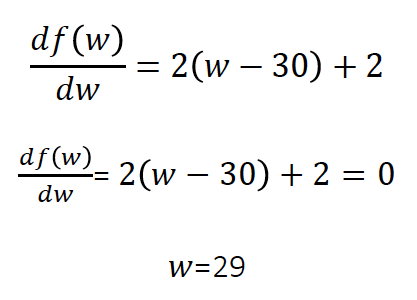 df(w)/dw = 2(w − 30) + 2
df(w)/dw = 2(w − 30) + 2 = 0
w=29